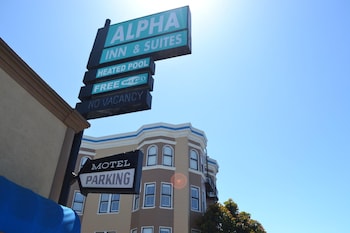 ALPHA
INN & SUITES
HEATED POOL
FREE
NO VACANCY
MOTEL
PARKING